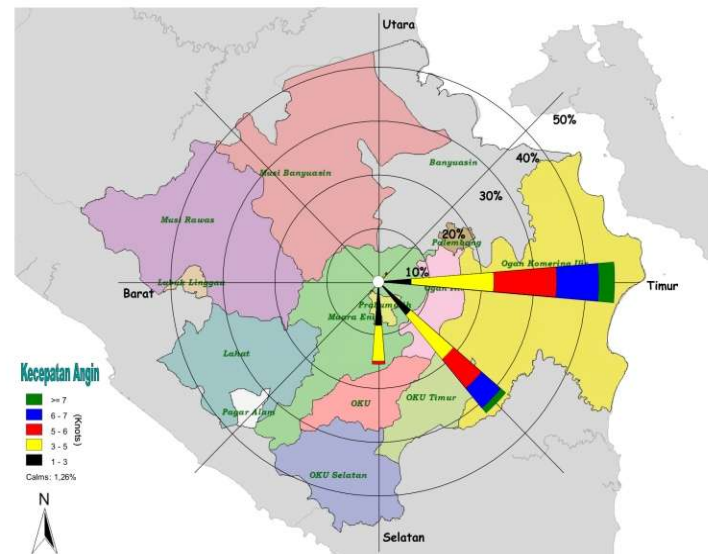 Utara
50%
40%
Banyuasin
Musi Banyuasin
30%
Musi Rawas
20%
Palembang
Ogan Komering Ilir
10%
Lubuk Linggau
Barat
Timur
Ogan
Prabumulih
Muara Enim
Lahat
Kecepatan Angin
>= 7
6 - 7
5 - 6
3 - 5
1 - 3
(Knots)
Calms: 1,26%
Pagar Alam
OKU
OKU Timur
OKU Selatan
N
Selatan